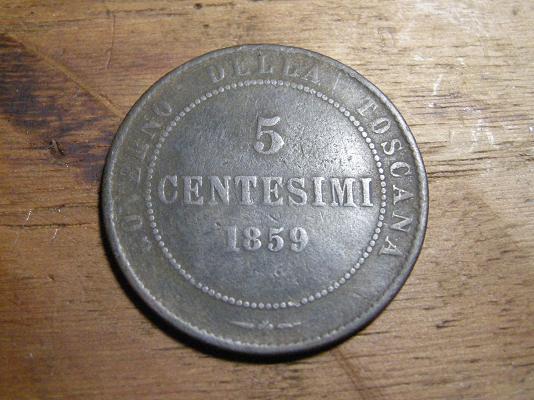 GOVERNO DELLA TOSCANA
5
CENTESIMI
1859